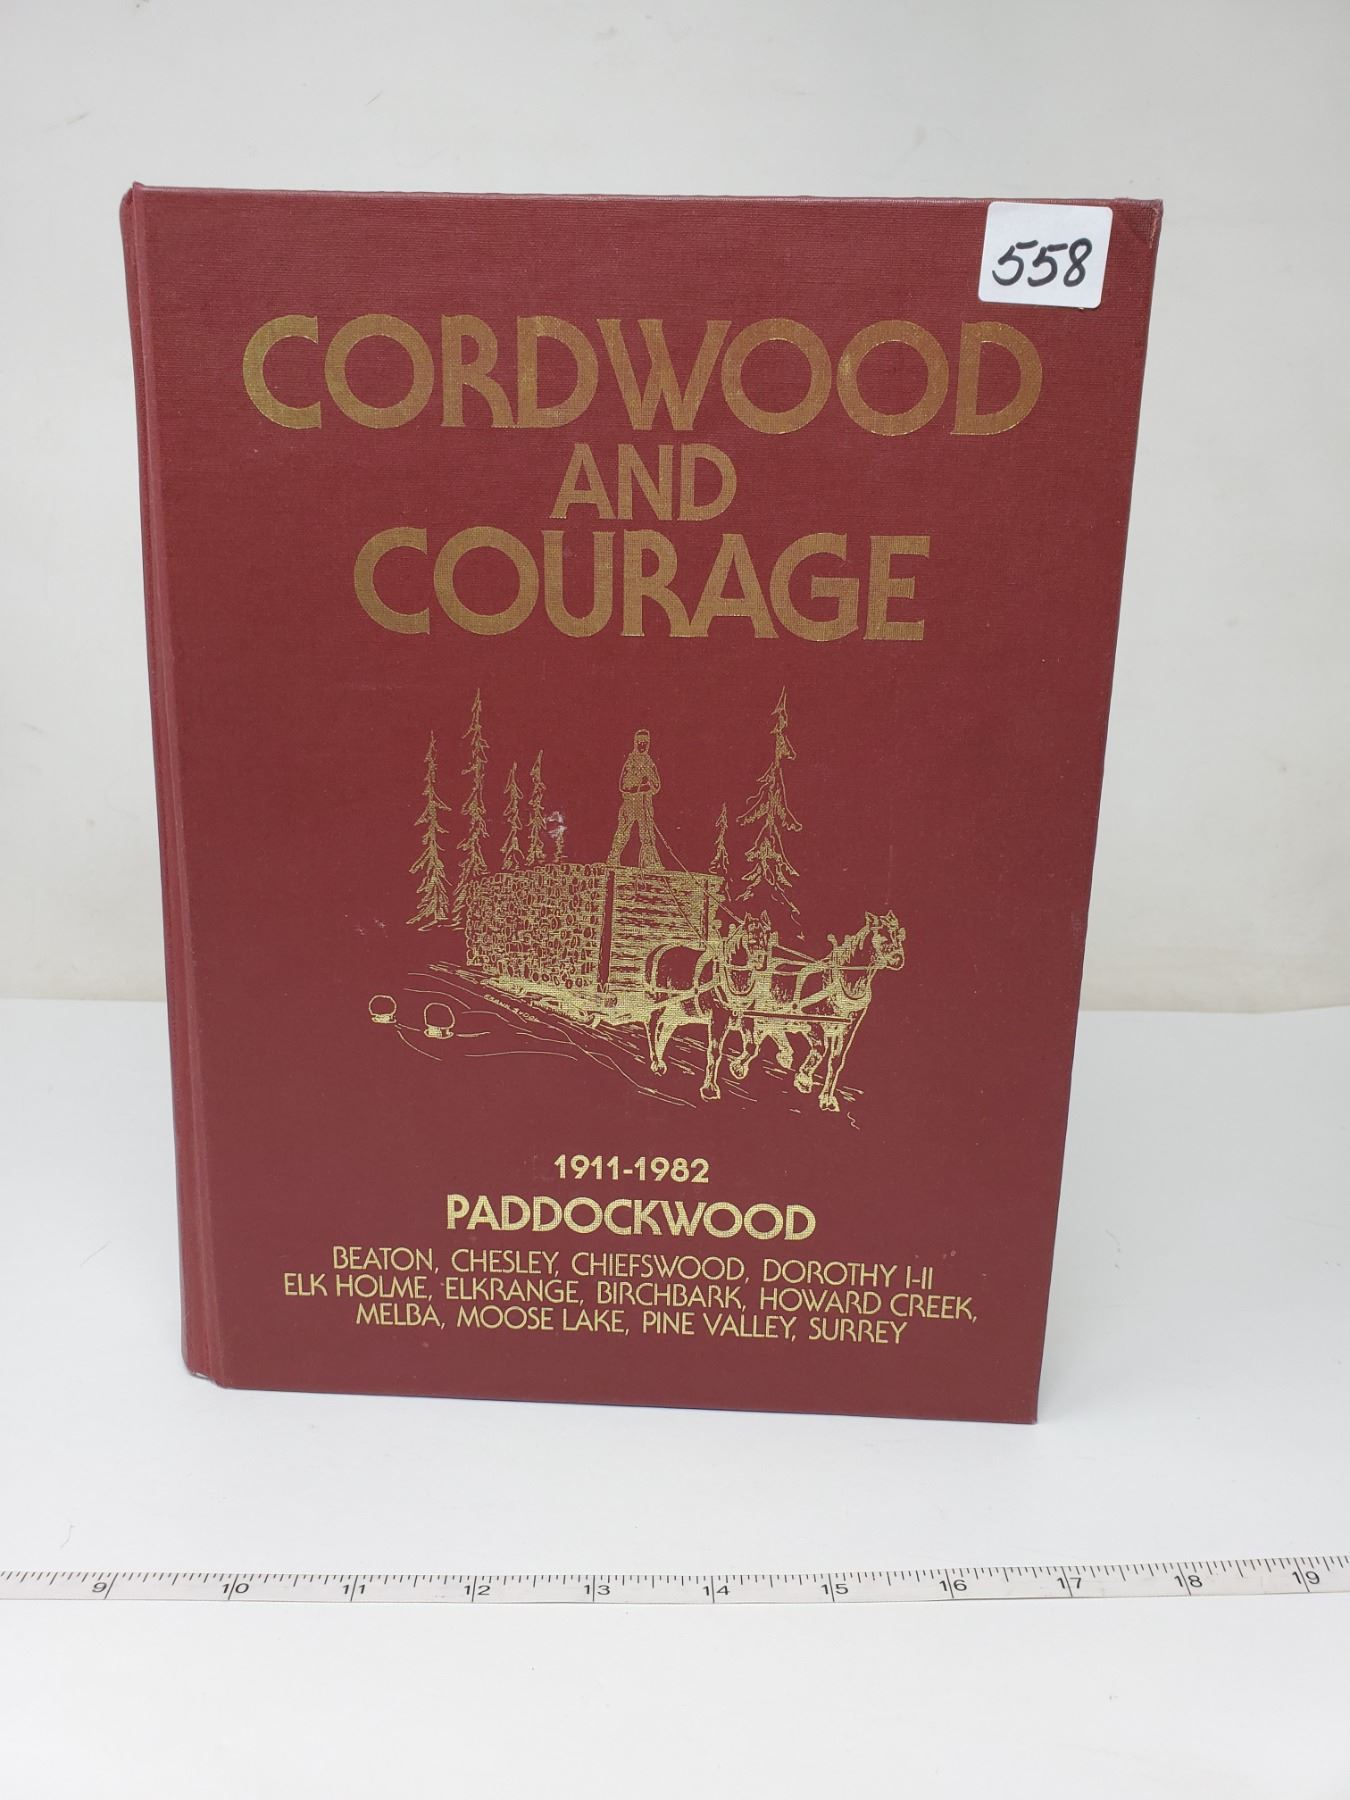 558
CORDWOOD
AND
COURAGE
1911-1982
PADDOCKWOOD
BEATON, CHESLEY, CHIEFSWOOD, DOROTHY I-II
ELK HOLME, ELKRANGE, BIRCHBARK, HOWARD CREEK,
MELBA, MOOSE LAKE, PINE VALLEY, SURREY
9 10 11 12 13 14 15 16 17 18 19